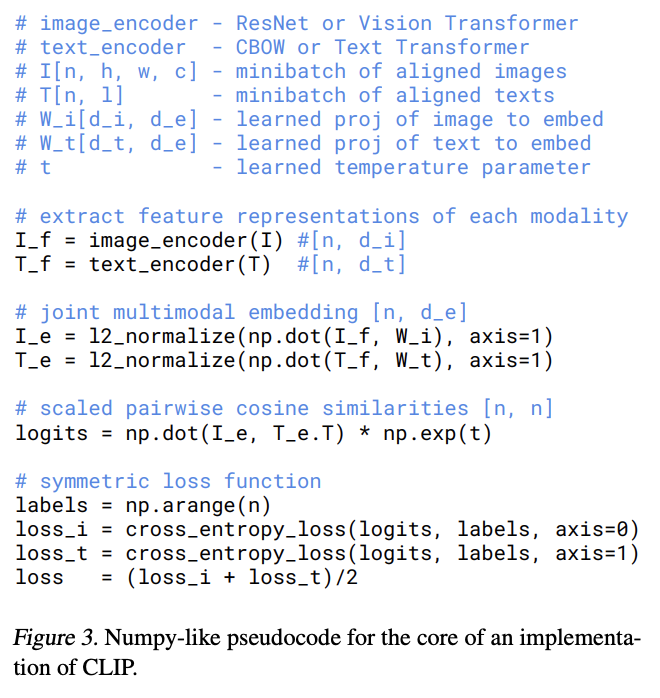 # image_encoder - ResNet or Vision Transformer
# text_encoder  - CBOW or Text Transformer
# I[n, h, w, c] - minibatch of aligned images
# T[n, l]       - minibatch of aligned texts
# W_i[d_i, d_e] - learned proj of image to embed
# W_t[d_t, d_e] - learned proj of text to embed
# t             - learned temperature parameter
# extract feature representations of each modality
I_f = image_encoder(I) #[n, d_i]
T_f = text_encoder(T)  #[n, d_t]
# joint multimodal embedding [n, d_e]
I_e = l2_normalize(np.dot(I_f, W_i), axis=1)
T_e = l2_normalize(np.dot(T_f, W_t), axis=1)
# scaled pairwise cosine similarities [n, n]
logits = np.dot(I_e, T_e.T) * np.exp(t)
# symmetric loss function
labels = np.arange(n)
loss_i = cross_entropy_loss(logits, labels, axis=0)
loss_t = cross_entropy_loss(logits, labels, axis=1)
loss   = (loss_i + loss_t)/2
Figure 3. Numpy-like pseudocode for the core of an implementa-
tion of CLIP.